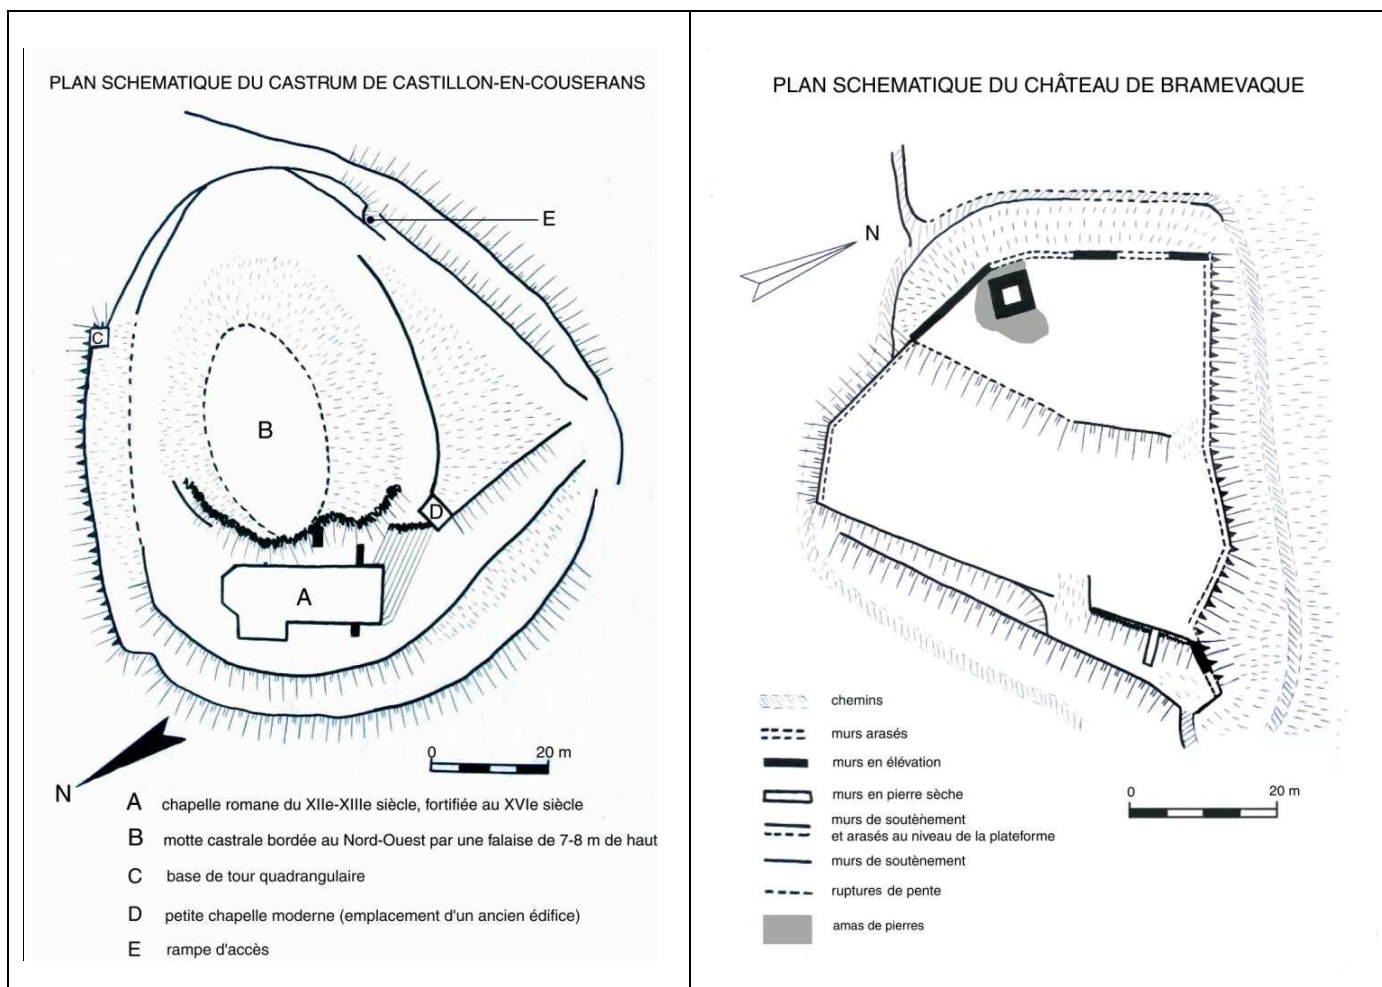 PLAN SCHEMATIQUE DU CASTRUM DE CASTILLON-EN-COUSERANS
E
C
B
D
A
N
0 20 m
A chapelle romane du XIIe-XIIIe siècle, fortifiée au XVIe siècle
B motte castrale bordée au Nord-Ouest par une falaise de 7-8 m de haut
C base de tour quadrangulaire
D petite chapelle moderne (emplacement d'un ancien édifice)
E rampe d'accès
PLAN SCHEMATIQUE DU CHÂTEAU DE BRAMEVAQUE
N
chemins
murs arasés
murs en élévation
murs en pierre sèche
murs de soutènement
et arasés au niveau de la plateforme
murs de soutènement
ruptures de pente
amas de pierres
0 20 m